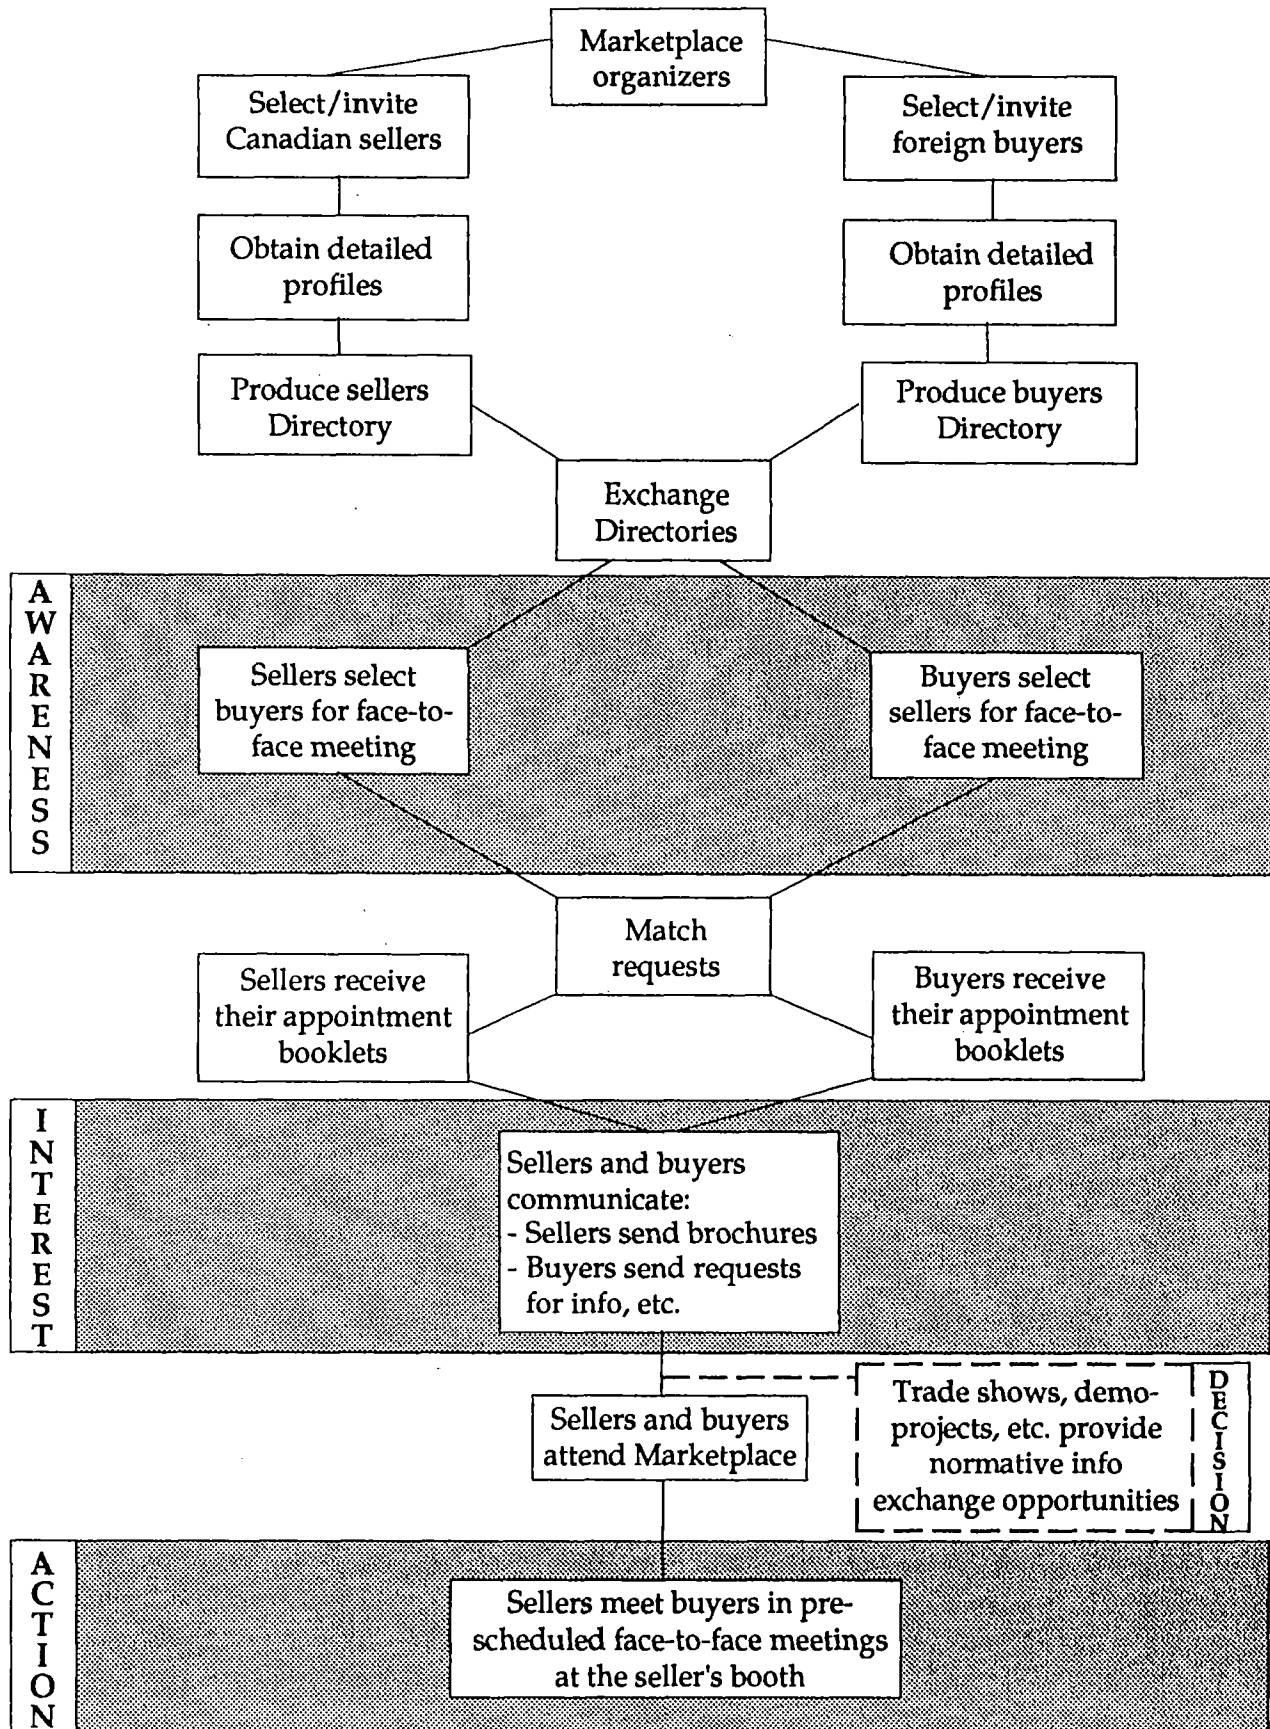 Marketplace
organizers
Select/invite
Canadian sellers
Select/invite
foreign buyers
Obtain detailed
profiles
Obtain detailed
profiles
Produce sellers
Directory
Produce buyers
Directory
Exchange
Directories
AWARENESS
Sellers select
buyers for face-to-
face meeting
Buyers select
sellers for face-to-
face meeting
Match
requests
Sellers receive
their appointment
booklets
Buyers receive
their appointment
booklets
INTEREST
Sellers and buyers
communicate:
- Sellers send brochures
- Buyers send requests
for info, etc.
Sellers and buyers
attend Marketplace
Trade shows, demo-
projects, etc. provide
normative info
exchange opportunities
DECISION
ACTION
Sellers meet buyers in pre-
scheduled face-to-face meetings
at the seller's booth